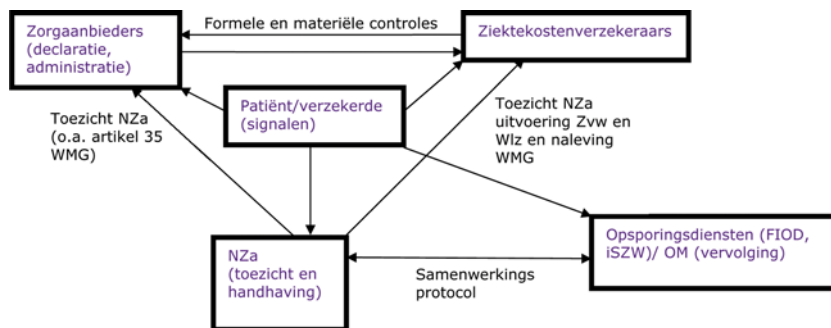 Zorgaanbieders
(declaratie,
administratie)
Formele en materiële controles
Ziektekostenverzekeraars
Patiënt/verzekerde
(signalen)
Toezicht NZa
(o.a. artikel 35
WMG)
Toezicht NZa
uitvoering Zvw en
Wlz en naleving
WMG
NZa
(toezicht en
handhaving)
Samenwerkings
protocol
Opsporingsdiensten (FIOD,
iSZW)/ OM (vervolging)